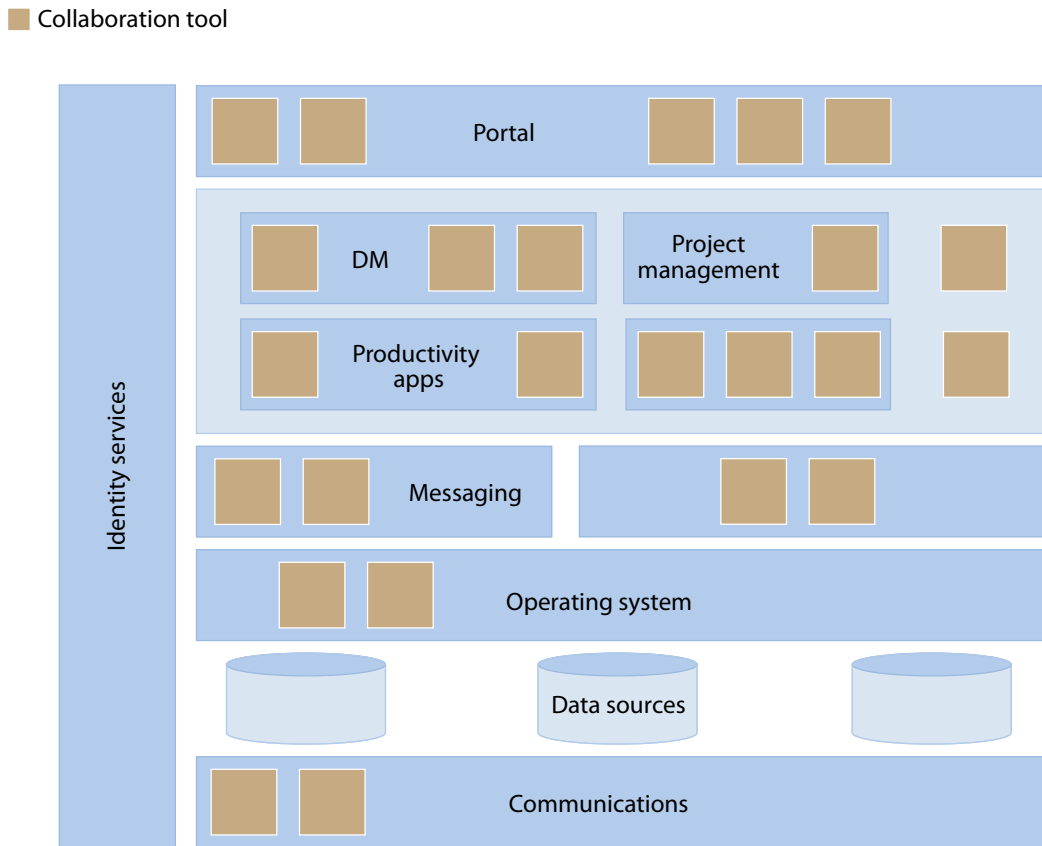 Collaboration tool
Portal
DM
Project
management
Productivity
apps
Identity services
Messaging
Operating system
Data sources
Communications